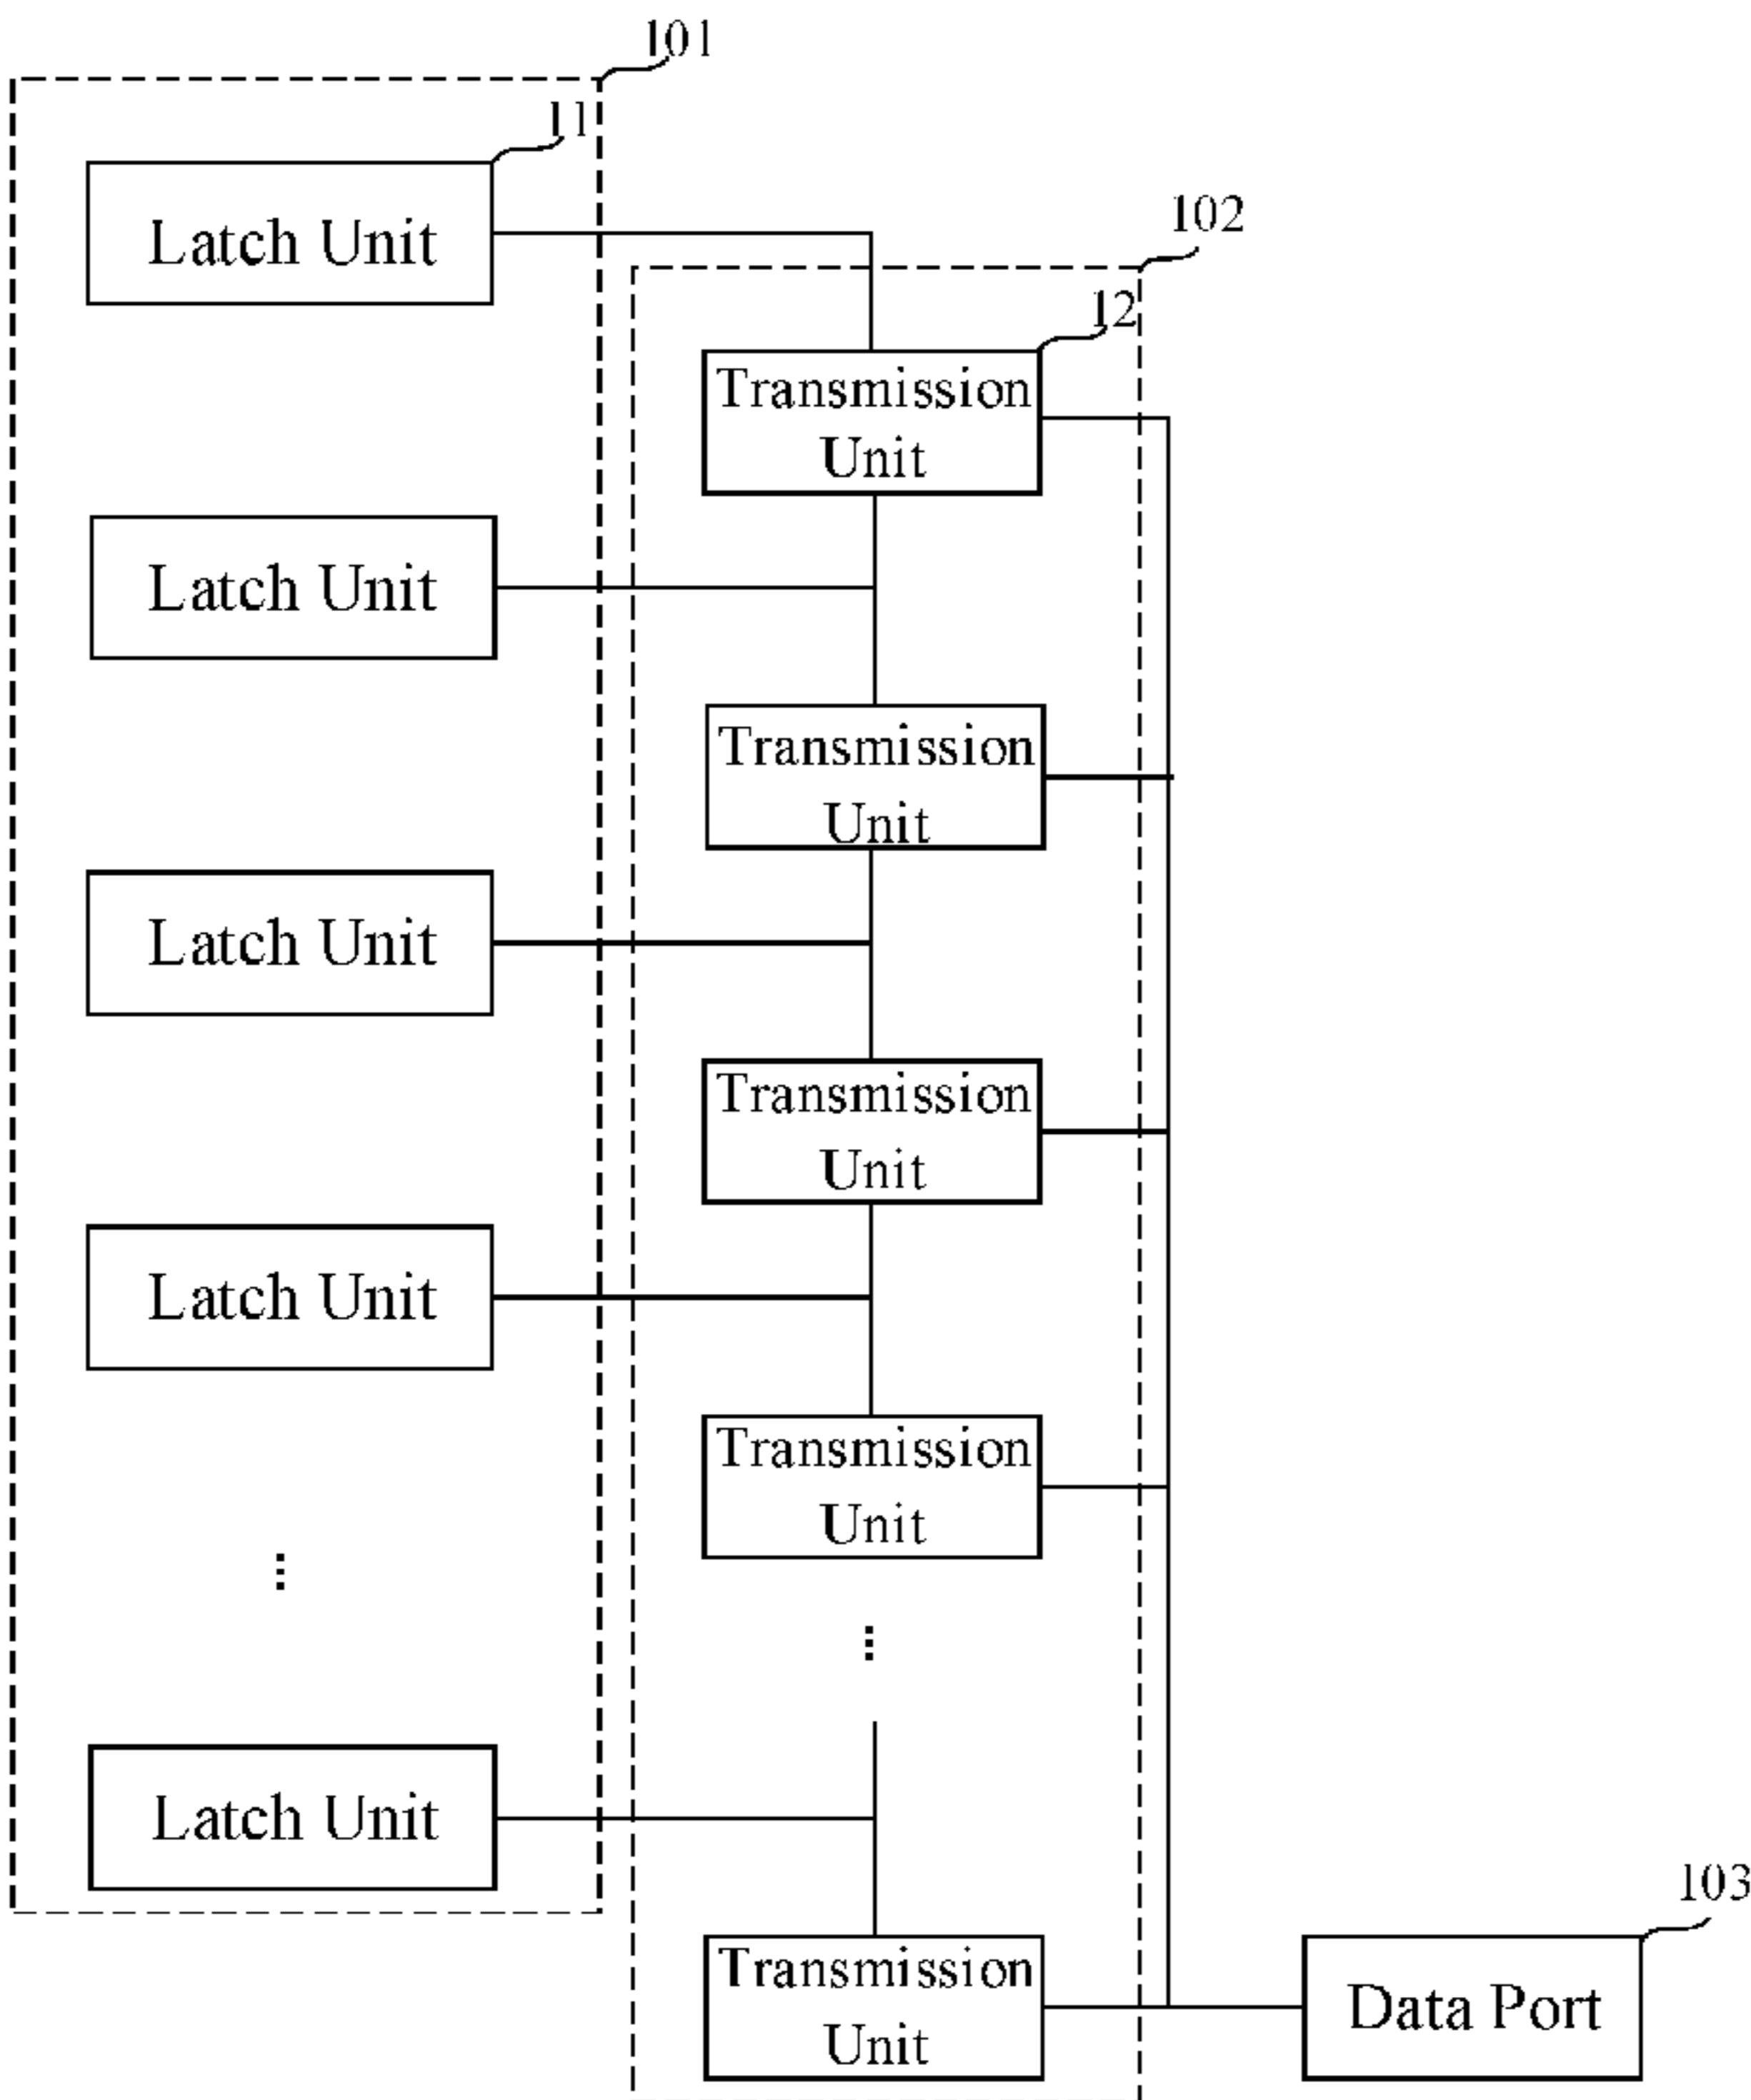 101
11
Latch Unit
102
12
Transmission
Unit
Latch Unit
Transmission
Unit
Latch Unit
Transmission
Unit
Latch Unit
Transmission
Unit
⋮
⋮
Latch Unit
103
Transmission
Unit
Data Port